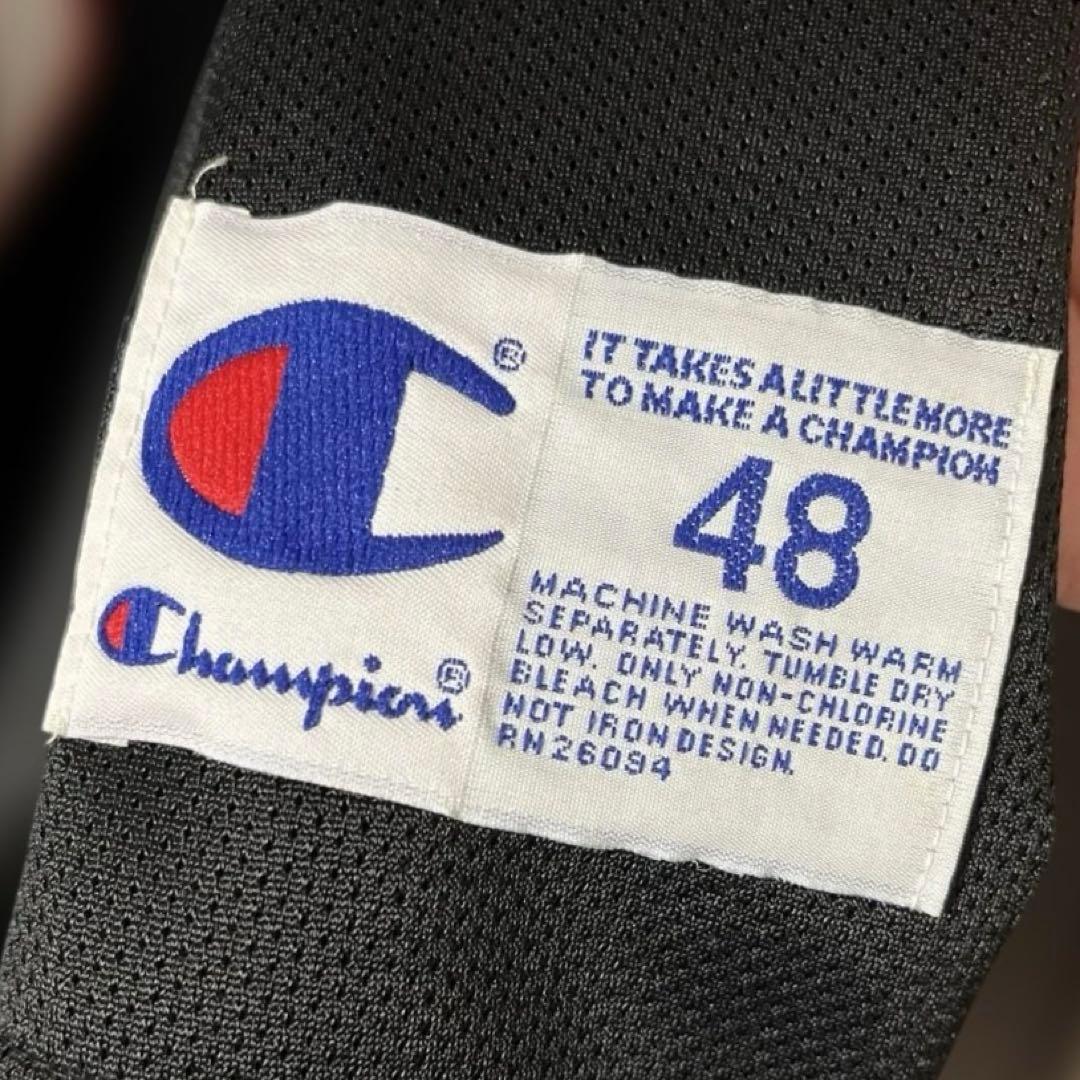 ®
Champion®
IT TAKES A LITTLE MORE
TO MAKE A CHAMPION
48
MACHINE WASH WARM
SEPARATELY. TUMBLE DRY
LOW. ONLY NON-CHLORINE
BLEACH WHEN NEEDED. DO
NOT IRON DESIGN.
RN 26094